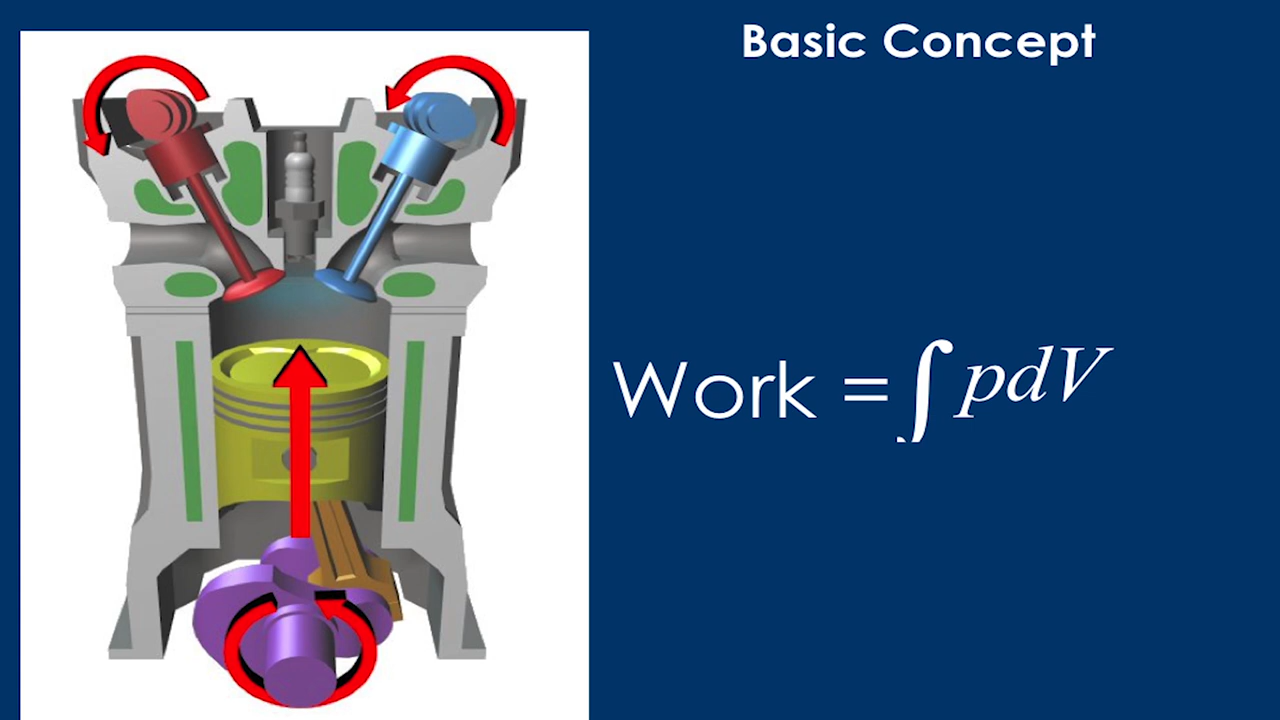 Basic Concept
Work = ∫ pdV